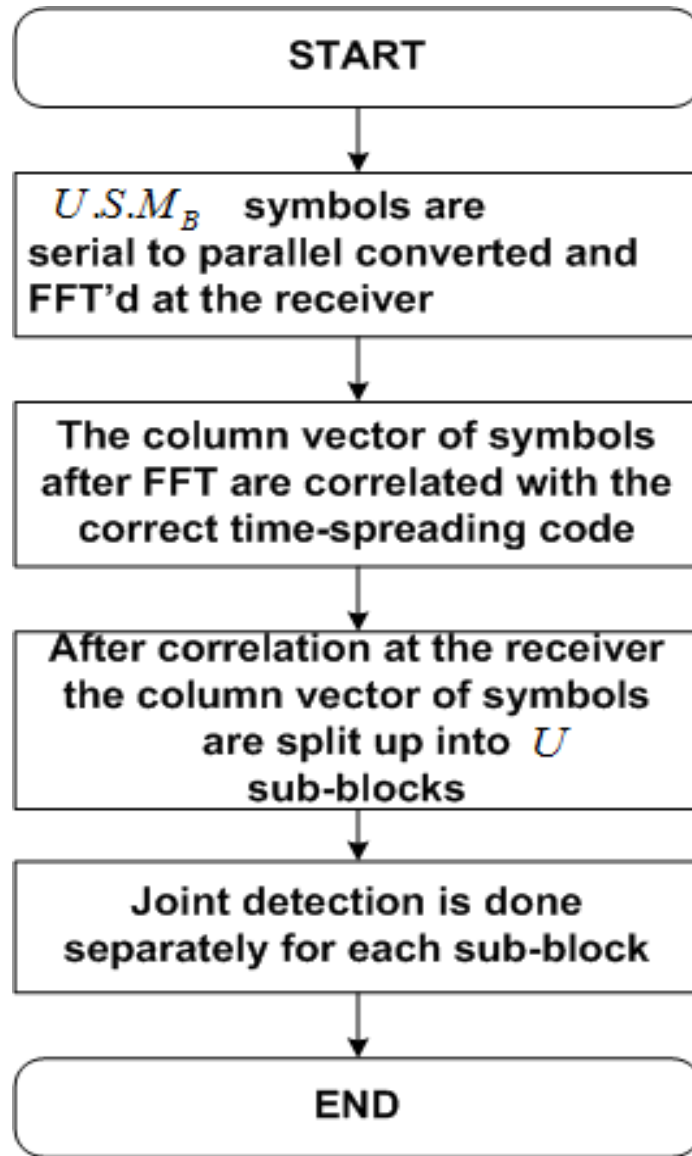 START
U.S.M_B symbols are
serial to parallel converted and
FFT'd at the receiver
The column vector of symbols
after FFT are correlated with the
correct time-spreading code
After correlation at the receiver
the column vector of symbols
are split up into U
sub-blocks
Joint detection is done
separately for each sub-block
END